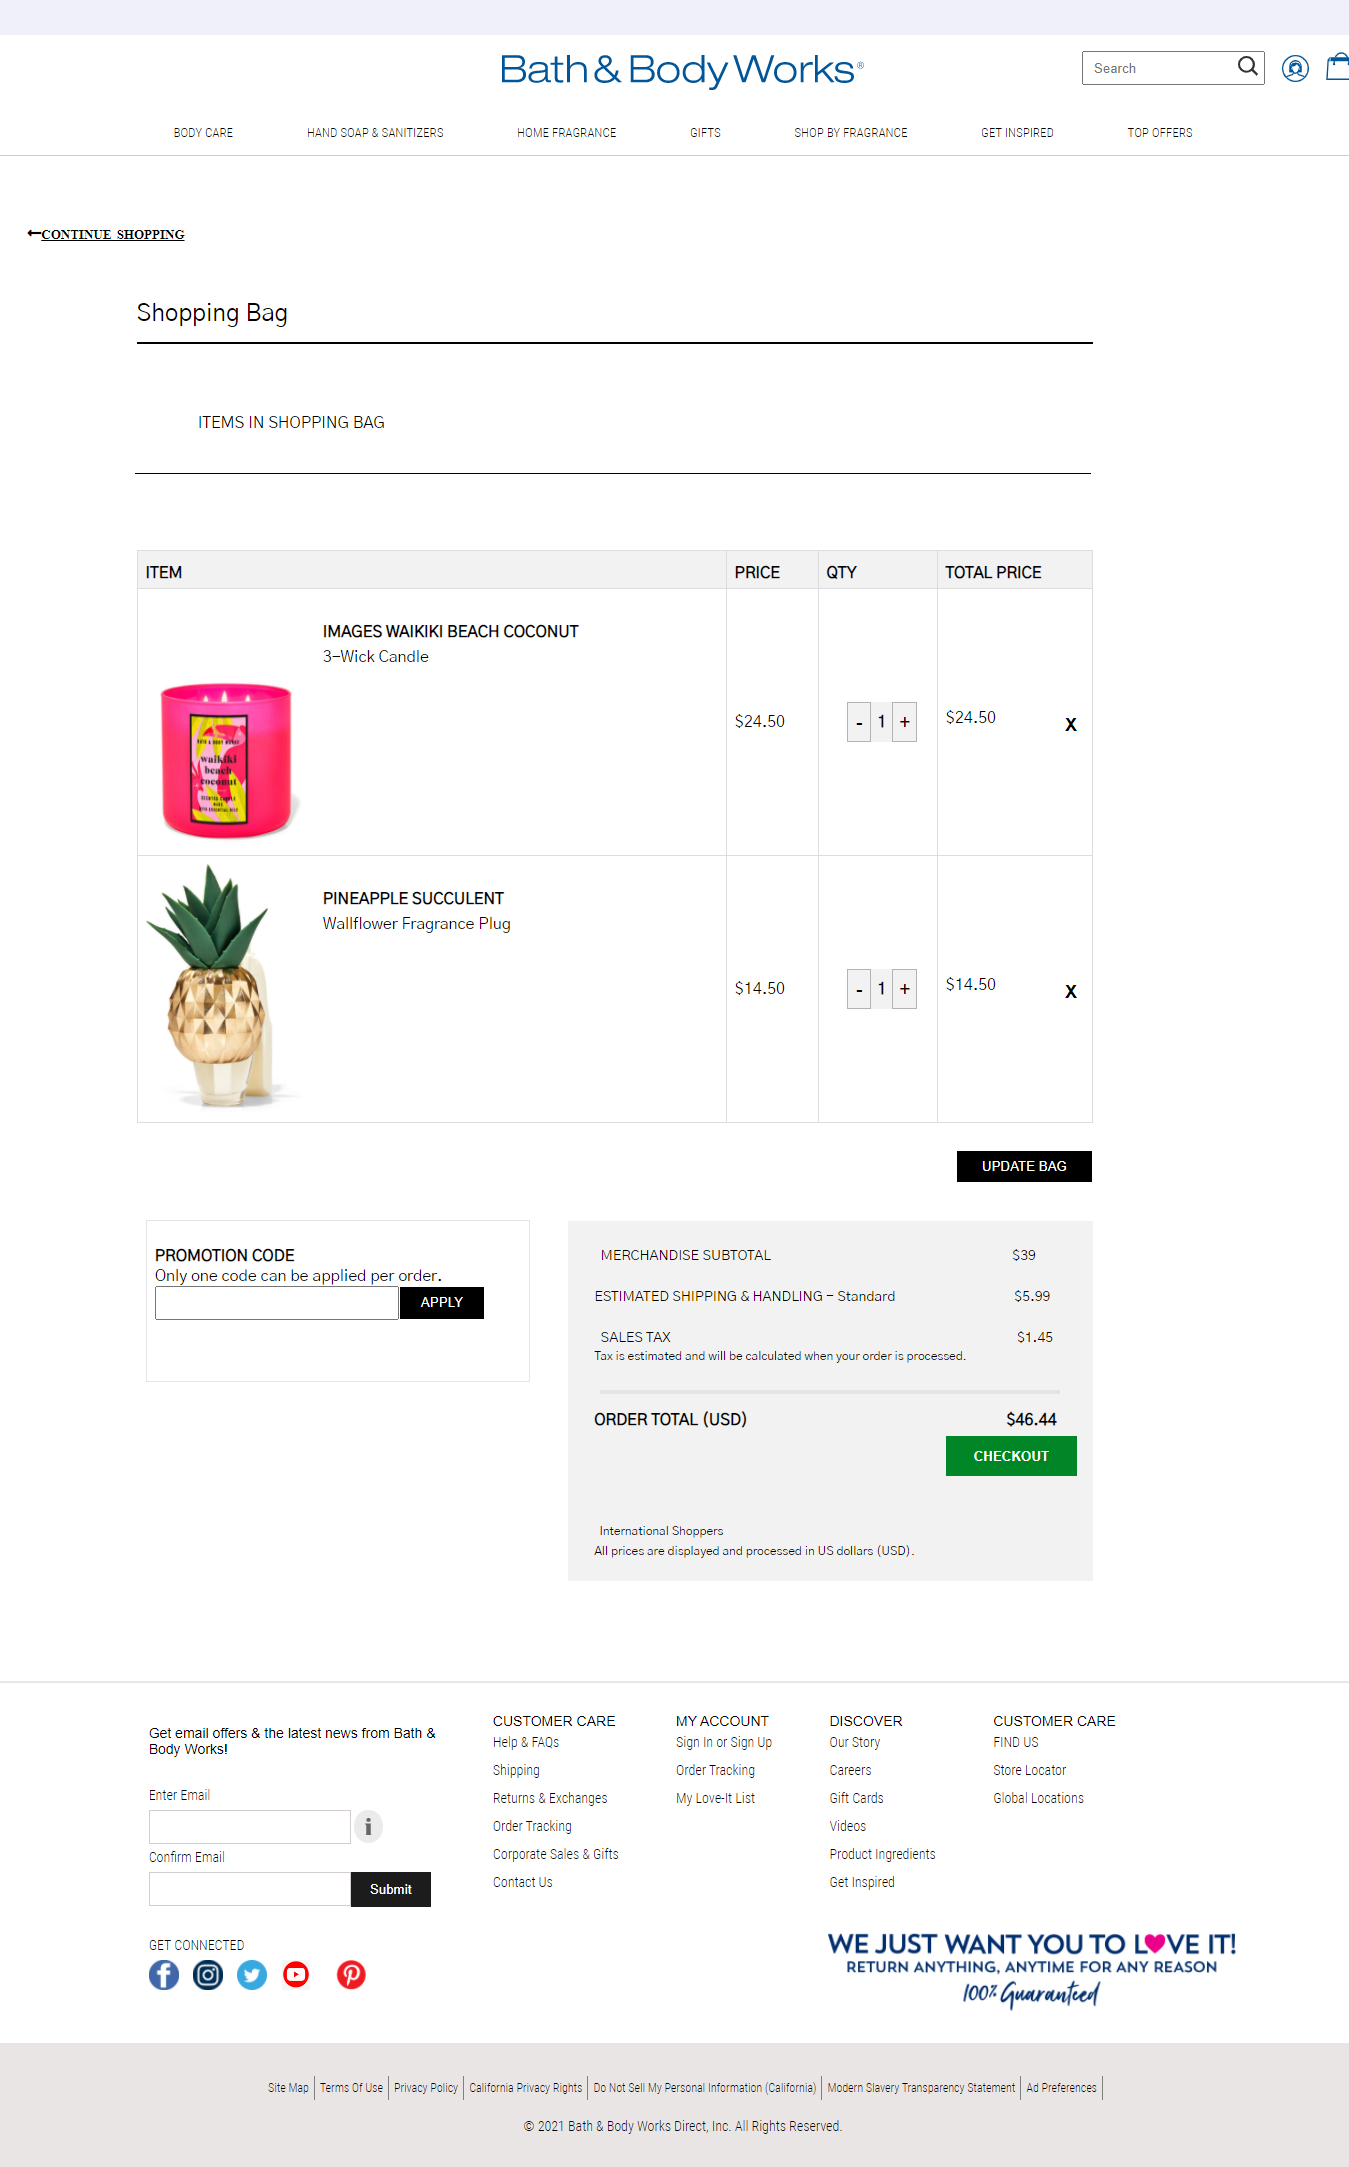 Bath & Body Works®
Search
BODY CARE
HAND SOAP & SANITIZERS
HOME FRAGRANCE
GIFTS
SHOP BY FRAGRANCE
GET INSPIRED
TOP OFFERS
CONTINUE SHOPPING
Shopping Bag
ITEMS IN SHOPPING BAG
ITEM PRICE QTY TOTAL PRICE
IMAGES WAIKIKI BEACH COCONUT
3-Wick Candle
BATH & BODY WORKS
waikiki
beach
coconut
$24.50 - 1 + $24.50 X
PINEAPPLE SUCCULENT
Wallflower Fragrance Plug
$14.50 - 1 + $14.50 X
UPDATE BAG
PROMOTION CODE
Only one code can be applied per order.
APPLY
MERCHANDISE SUBTOTAL $39
ESTIMATED SHIPPING & HANDLING - Standard $5.99
SALES TAX $1.45
Tax is estimated and will be calculated when your order is processed.
ORDER TOTAL (USD) $46.44
CHECKOUT
International Shoppers
All prices are displayed and processed in US dollars (USD).
Get email offers & the latest news from Bath &
Body Works!
Enter Email
i
Confirm Email
Submit
GET CONNECTED
CUSTOMER CARE
Help & FAQs
Shipping
Returns & Exchanges
Order Tracking
Corporate Sales & Gifts
Contact Us
MY ACCOUNT
Sign In or Sign Up
Order Tracking
My Love-It List
DISCOVER
Our Story
Careers
Gift Cards
Videos
Product Ingredients
Get Inspired
CUSTOMER CARE
FIND US
Store Locator
Global Locations
WE JUST WANT YOU TO LOVE IT!
RETURN ANYTHING, ANYTIME FOR ANY REASON
100% Guaranteed
Site Map | Terms Of Use | Privacy Policy | California Privacy Rights | Do Not Sell My Personal Information (California) | Modern Slavery Transparency Statement | Ad Preferences |
© 2021 Bath & Body Works Direct, Inc. All Rights Reserved.